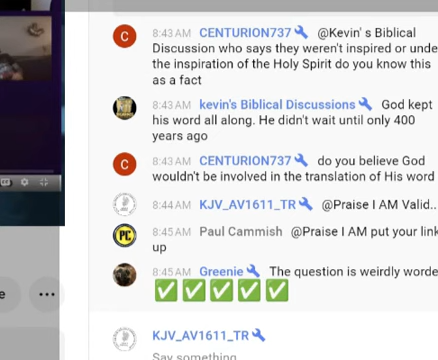 8:43 AM CENTURION737 @Kevin' s Biblical
Discussion who says they weren't inspired or unde
the inspiration of the Holy Spirit do you know this
as a fact
8:43 AM kevin's Biblical Discussions God kept
his word all along. He didn't wait until only 400
years ago
8:43 AM CENTURION737 do you believe God
wouldn't be involved in the translation of His word
8:44 AM KJV_AV1611_TR @Praise I AM Valid..
8:45 AM Paul Cammish @Praise I AM put your link
up
8:45 AM Greenie The question is weirdly worde
KJV_AV1611_TR
Say something
C
C
PC
e